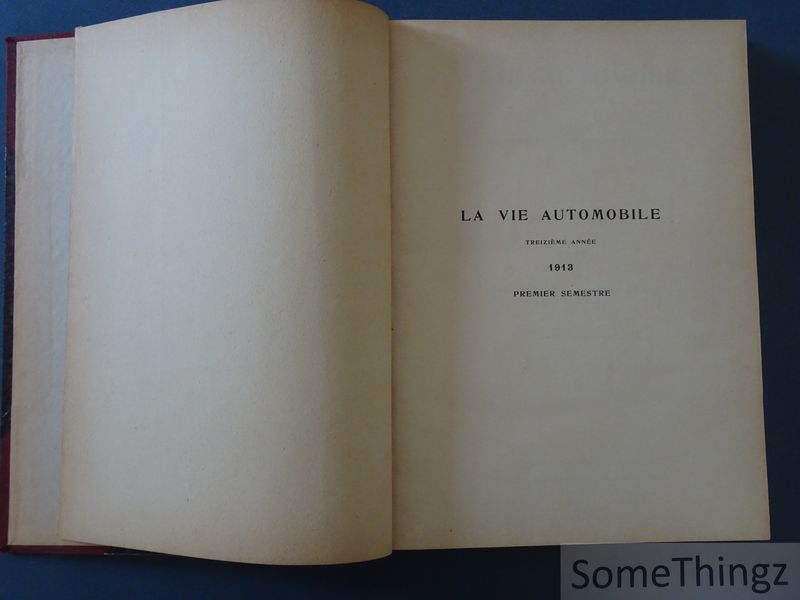 LA VIE AUTOMOBILE
TREIZIÈME ANNÉE
1913
PREMIER SEMESTRE
SomeThingz